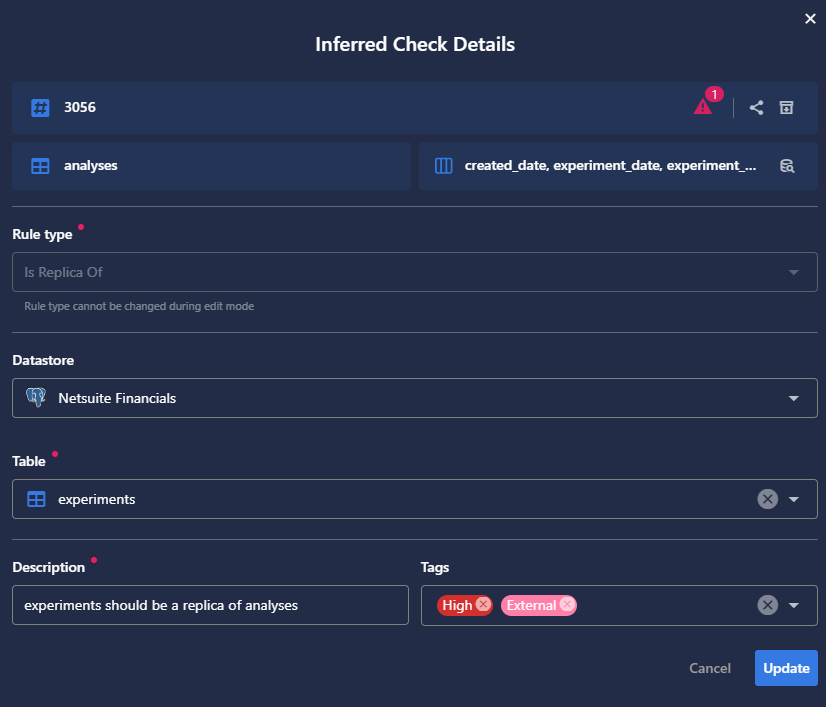 Inferred Check Details
3056
1
analyses
created_date, experiment_date, experiment_...
Rule type
Is Replica Of
Rule type cannot be changed during edit mode
Datastore
Netsuite Financials
Table
experiments
Description
Tags
experiments should be a replica of analyses
High
External
Cancel
Update